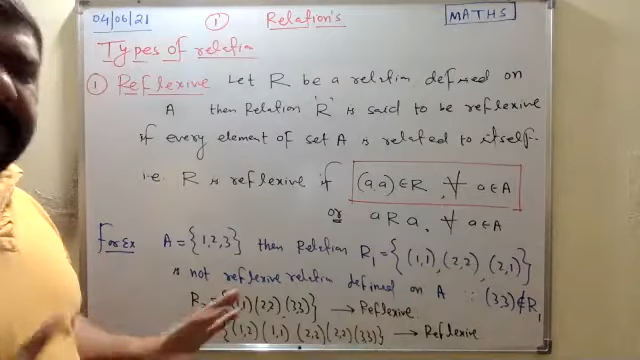 04/06/21 ① Relation's MATHS
Types of relation
① Reflexive Let R be a relation defined on
A then Relation 'R' is said to be reflexive
if every element of set A is related to itself.
i.e. R is reflexive if (a,a) ∈ R, ∀ a ∈ A
or a R a, ∀ a ∈ A
For Ex A = {1,2,3} then Relation R₁ = {(1,1), (2,2), (2,1)}
is not reflexive relation defined on A ∵ (3,3) ∉ R₁
(2,2) (3,3)} → Reflexive
{(1,2) (1,1) (2,2) (2,2) (3,3)} → Reflexive